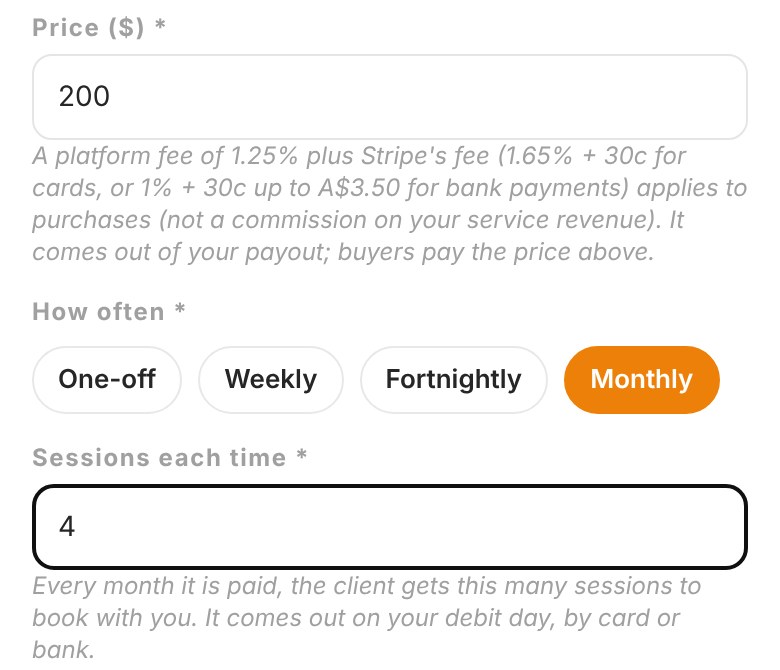 Price ($) *
200
A platform fee of 1.25% plus Stripe's fee (1.65% + 30c for
cards, or 1% + 30c up to A$3.50 for bank payments) applies to
purchases (not a commission on your service revenue). It
comes out of your payout; buyers pay the price above.
How often *
One-off Weekly Fortnightly Monthly
Sessions each time *
4
Every month it is paid, the client gets this many sessions to
book with you. It comes out on your debit day, by card or
bank.